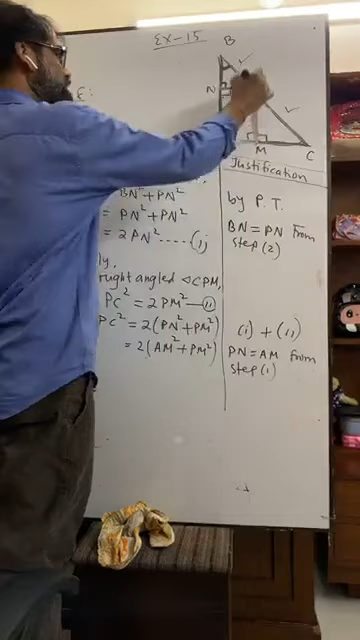 EX-15
B
N
M
C
Justification
BN²+PN²
= PN²+PN²
= 2PN² ..... (i)
ly,
right angled ⊲CPM,
PC² = 2PM² — (ii)
PC² = 2(PN²+PM²)
= 2(AM²+PM²)
by P.T.
BN = PN From
step (2)
(i) + (ii)
PN = AM from
step (1)